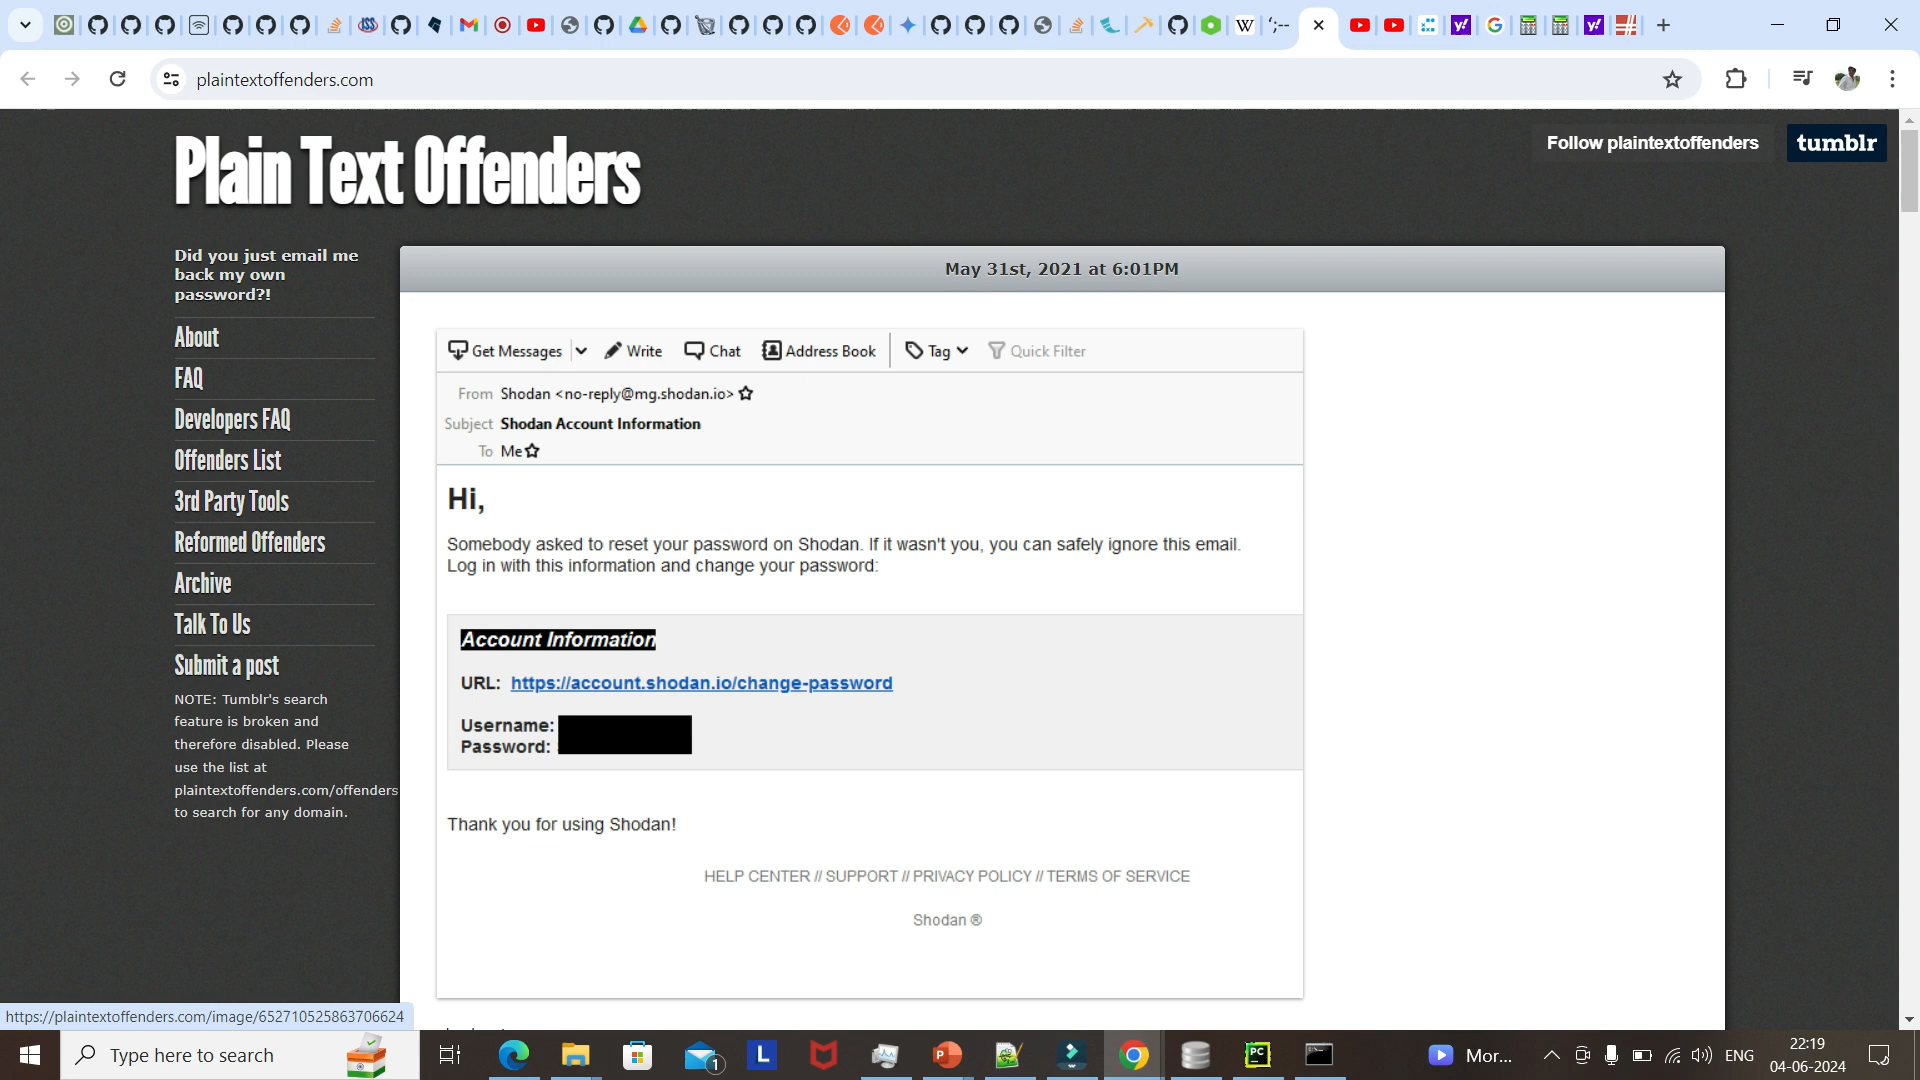 plaintextoffenders.com
Plain Text Offenders
Follow plaintextoffenders
tumblr
Did you just email me
back my own
password?!
About
FAQ
Developers FAQ
Offenders List
3rd Party Tools
Reformed Offenders
Archive
Talk To Us
Submit a post
NOTE: Tumblr's search
feature is broken and
therefore disabled. Please
use the list at
plaintextoffenders.com/offenders
to search for any domain.
May 31st, 2021 at 6:01PM
Get Messages Write Chat Address Book Tag Quick Filter
From Shodan <no-reply@mg.shodan.io>
Subject Shodan Account Information
To Me
Hi,
Somebody asked to reset your password on Shodan. If it wasn't you, you can safely ignore this email.
Log in with this information and change your password:
Account Information
URL: https://account.shodan.io/change-password
Username:
Password:
Thank you for using Shodan!
HELP CENTER // SUPPORT // PRIVACY POLICY // TERMS OF SERVICE
Shodan ®
https://plaintextoffenders.com/image/652710525863706624
Type here to search
1
L
P
PC
Mor...
ENG
22:19
04-06-2024